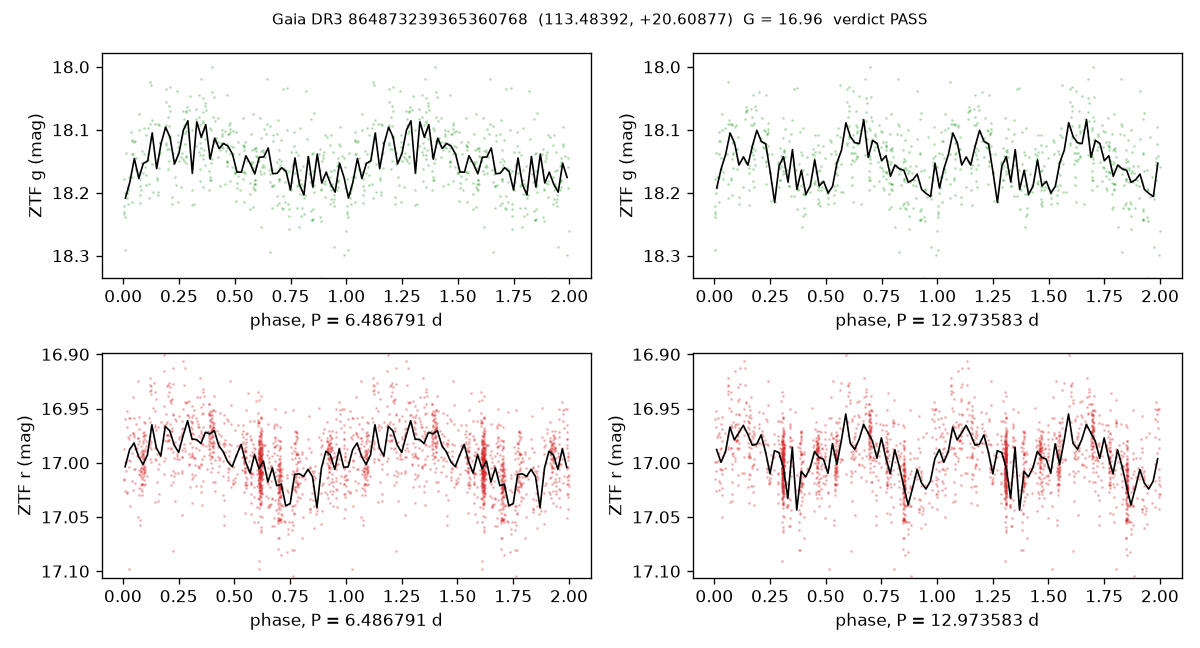 Gaia DR3 864873239365360768 (113.48392, +20.60877) G = 16.96 verdict PASS
ZTF g (mag)
18.0
18.1
18.2
18.3
0.00 0.25 0.50 0.75 1.00 1.25 1.50 1.75 2.00
phase, P = 6.486791 d
ZTF g (mag)
18.0
18.1
18.2
18.3
0.00 0.25 0.50 0.75 1.00 1.25 1.50 1.75 2.00
phase, P = 12.973583 d
ZTF r (mag)
16.90
16.95
17.00
17.05
17.10
0.00 0.25 0.50 0.75 1.00 1.25 1.50 1.75 2.00
phase, P = 6.486791 d
ZTF r (mag)
16.90
16.95
17.00
17.05
17.10
0.00 0.25 0.50 0.75 1.00 1.25 1.50 1.75 2.00
phase, P = 12.973583 d